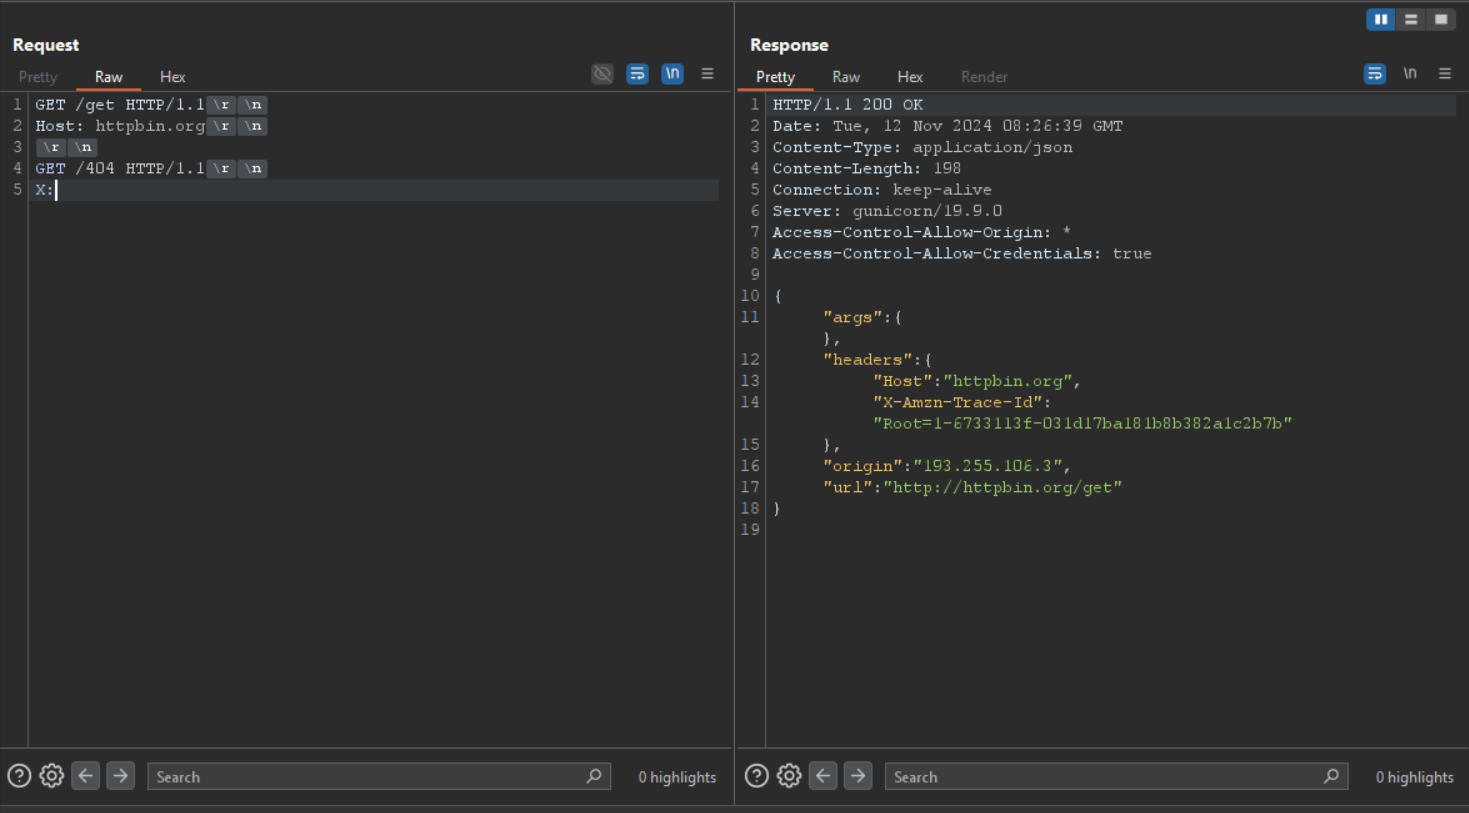 Request
Pretty Raw Hex \n
1 GET /get HTTP/1.1 \r \n
2 Host: httpbin.org \r \n
3 \r \n
4 GET /404 HTTP/1.1 \r \n
5 X:
? Search 0 highlights
Response
Pretty Raw Hex Render \n
1 HTTP/1.1 200 OK
2 Date: Tue, 12 Nov 2024 08:26:39 GMT
3 Content-Type: application/json
4 Content-Length: 198
5 Connection: keep-alive
6 Server: gunicorn/19.9.0
7 Access-Control-Allow-Origin: *
8 Access-Control-Allow-Credentials: true
9
10 {
11 "args":{
},
12 "headers":{
13 "Host":"httpbin.org",
14 "X-Amzn-Trace-Id":
"Root=1-6733113f-031d17ba181b8b382a1c2b7b"
15 },
16 "origin":"193.255.106.3",
17 "url":"http://httpbin.org/get"
18 }
19
? Search 0 highlights